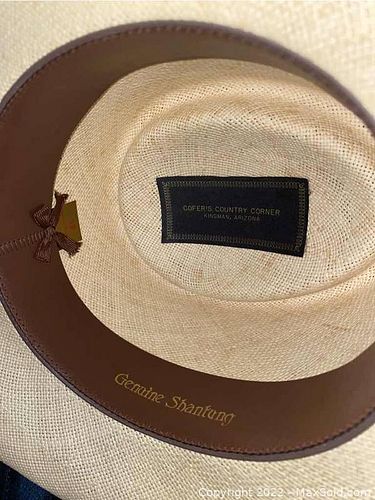 COFER'S COUNTRY CORNER
KINGMAN, ARIZONA
Genuine Shantung
Copyright 2022 - MaxSold.com